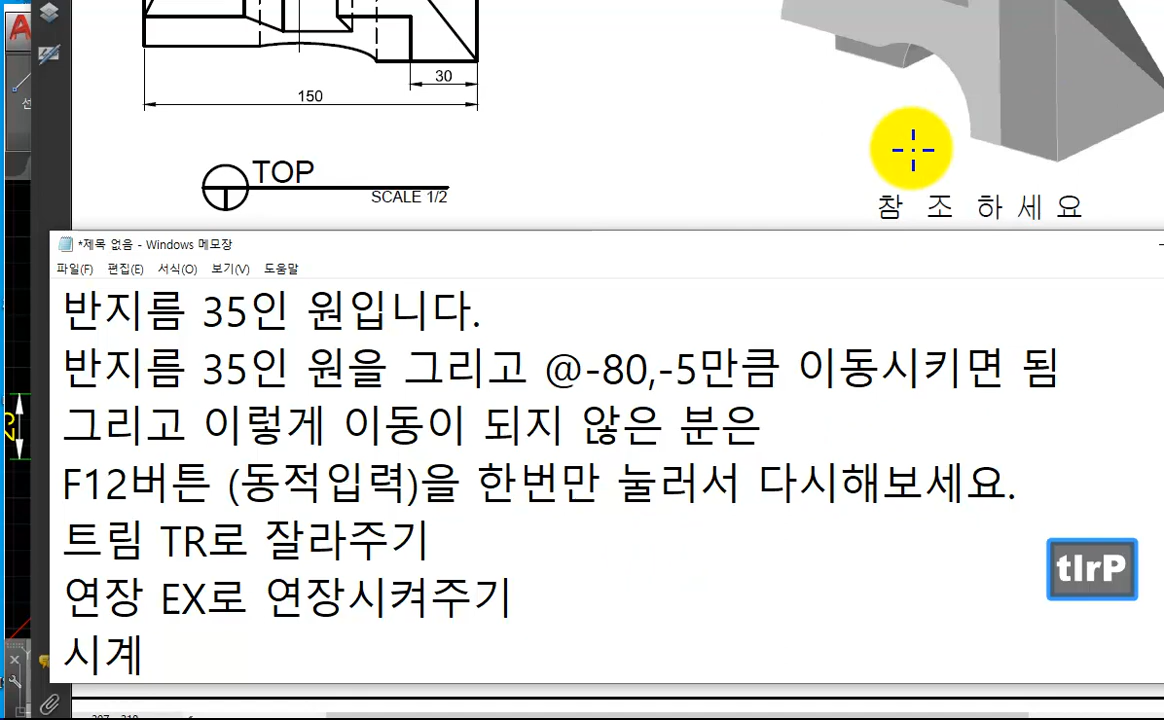 30
150
TOP
SCALE 1/2
참 조 하 세 요
*제목 없음 - Windows 메모장
파일(F) 편집(E) 서식(O) 보기(V) 도움말
반지름 35인 원입니다.
반지름 35인 원을 그리고 @-80,-5만큼 이동시키면 됨
그리고 이렇게 이동이 되지 않은 분은
F12버튼 (동적입력)을 한번만 눌러서 다시해보세요.
트림 TR로 잘라주기
tlrP
연장 EX로 연장시켜주기
시계